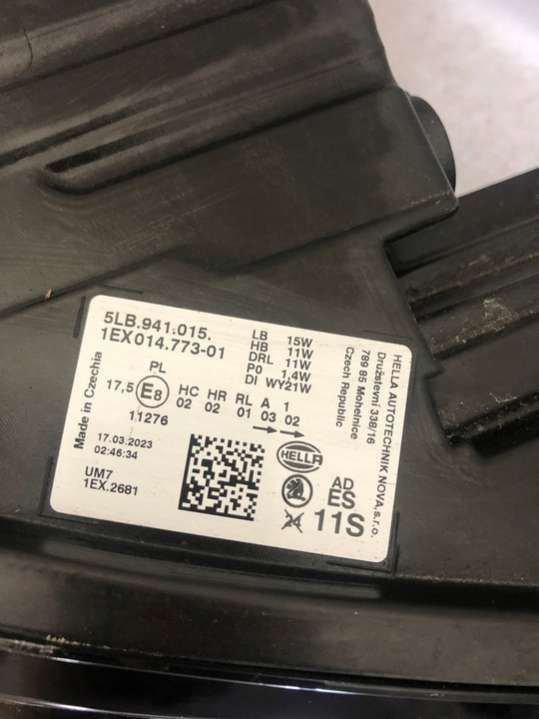 5LB.941.015.
1EX014.773-01
LB 15W
HB 11W
DRL 11W
PO 1,4W
DI WY21W
HELLA AUTOTECHNIK NOVA,s.r.o.
Družstevní 338/16
789 85 Mohelnice
Czech Republic
Made in Czechia
PL
17,5 E8 HC HR RL A 1
02 02 01 03 02
11276
17.03.2023
02:46:34
HELLA
UM7
1EX.2681
AD
ES
24 11S